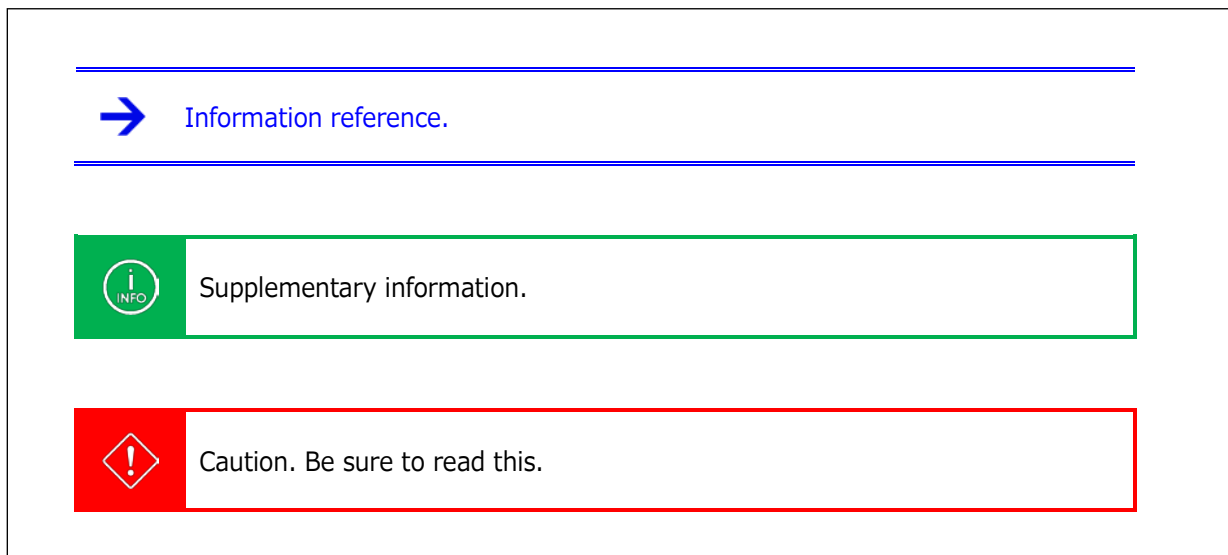 Information reference.
i
INFO
Supplementary information.
!
Caution. Be sure to read this.